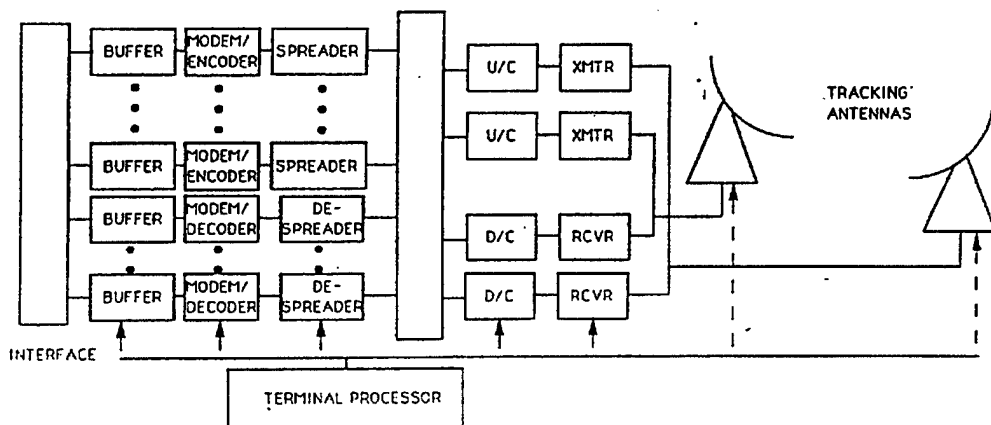 BUFFER
MODEM/
ENCODER
SPREADER
U/C
XMTR
TRACKING
ANTENNAS
U/C
XMTR
BUFFER
MODEM/
ENCODER
SPREADER
BUFFER
MODEM/
DECODER
DE-
SPREADER
D/C
RCVR
BUFFER
MODEM/
DECODER
DE-
SPREADER
D/C
RCVR
INTERFACE
TERMINAL PROCESSOR